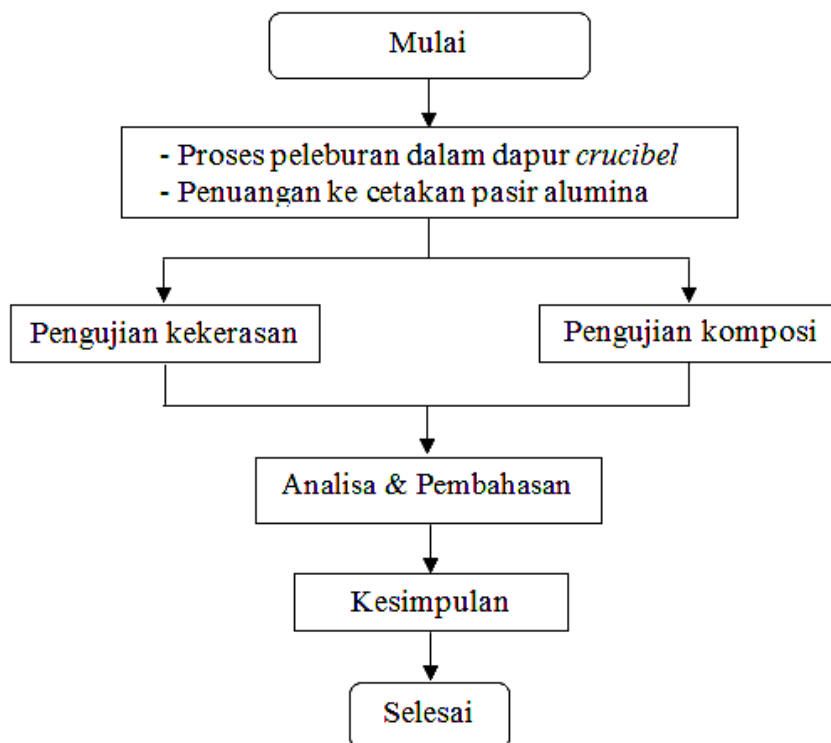 Mulai
- Proses peleburan dalam dapur crucibel
- Penuangan ke cetakan pasir alumina
Pengujian kekerasan
Pengujian komposi
Analisa & Pembahasan
Kesimpulan
Selesai